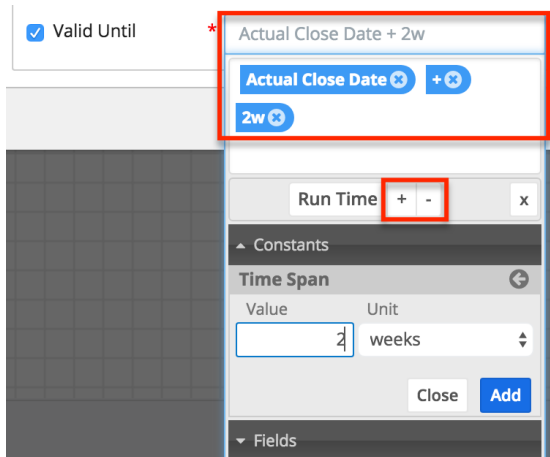 Valid Until * Actual Close Date + 2w
Actual Close Date +
2w
Run Time + - x
Constants
Time Span
Value Unit
2 weeks
Close Add
Fields